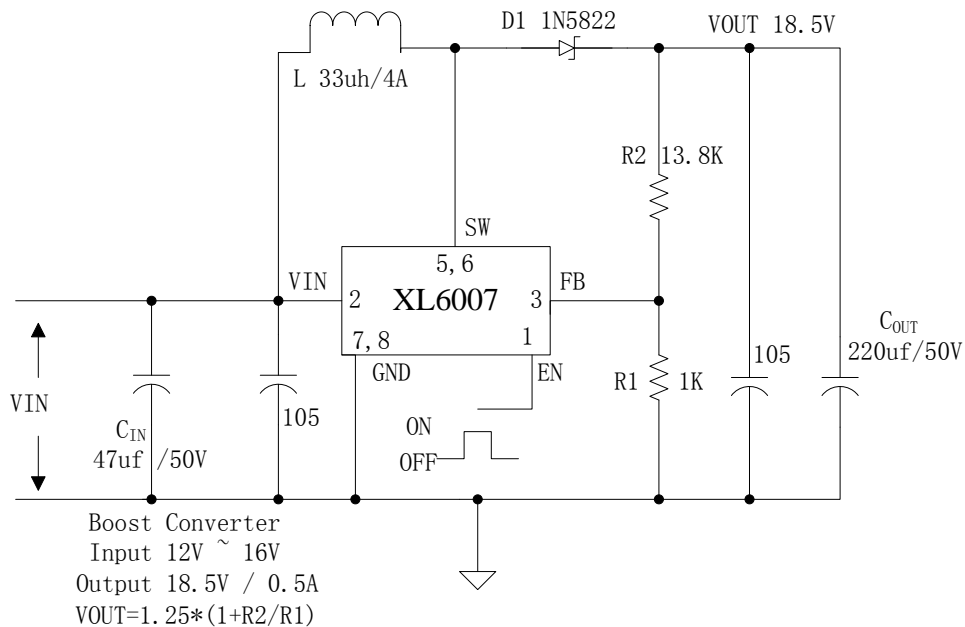 D1 1N5822
VOUT 18.5V
L 33uh/4A
R2 13.8K
SW
5,6
VIN
2
XL6007
3
FB
7,8
1
GND
EN
COUT
220uf/50V
105
R1 1K
VIN
105
CIN
47uf /50V
ON
OFF
Boost Converter
Input 12V ~ 16V
Output 18.5V / 0.5A
VOUT=1.25*(1+R2/R1)